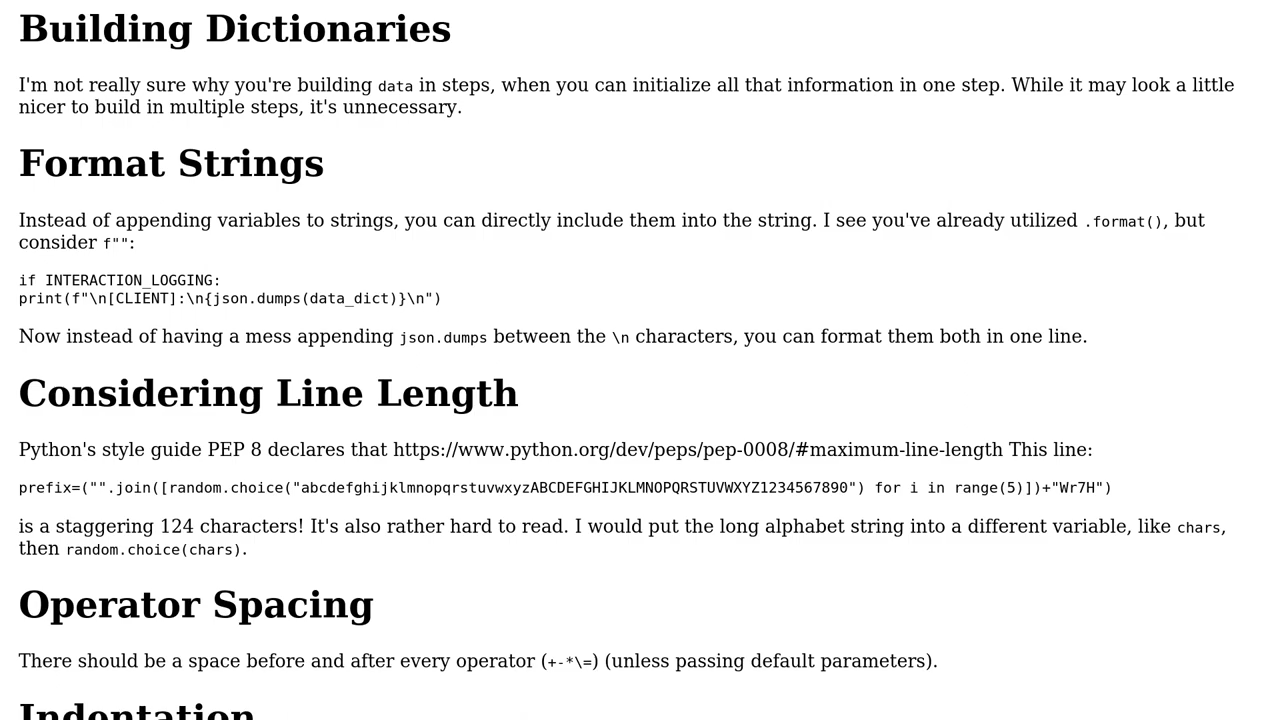 Building Dictionaries
I'm not really sure why you're building data in steps, when you can initialize all that information in one step. While it may look a little
nicer to build in multiple steps, it's unnecessary.
Format Strings
Instead of appending variables to strings, you can directly include them into the string. I see you've already utilized .format(), but
consider f"":
if INTERACTION_LOGGING:
print(f"\n[CLIENT]:\n{json.dumps(data_dict)}\n")
Now instead of having a mess appending json.dumps between the \n characters, you can format them both in one line.
Considering Line Length
Python's style guide PEP 8 declares that https://www.python.org/dev/peps/pep-0008/#maximum-line-length This line:
prefix=("".join([random.choice("abcdefghijklmnopqrstuvwxyzABCDEFGHIJKLMNOPQRSTUVWXYZ1234567890") for i in range(5)])+"Wr7H")
is a staggering 124 characters! It's also rather hard to read. I would put the long alphabet string into a different variable, like chars,
then random.choice(chars).
Operator Spacing
There should be a space before and after every operator (+-*\=) (unless passing default parameters).
Indentation